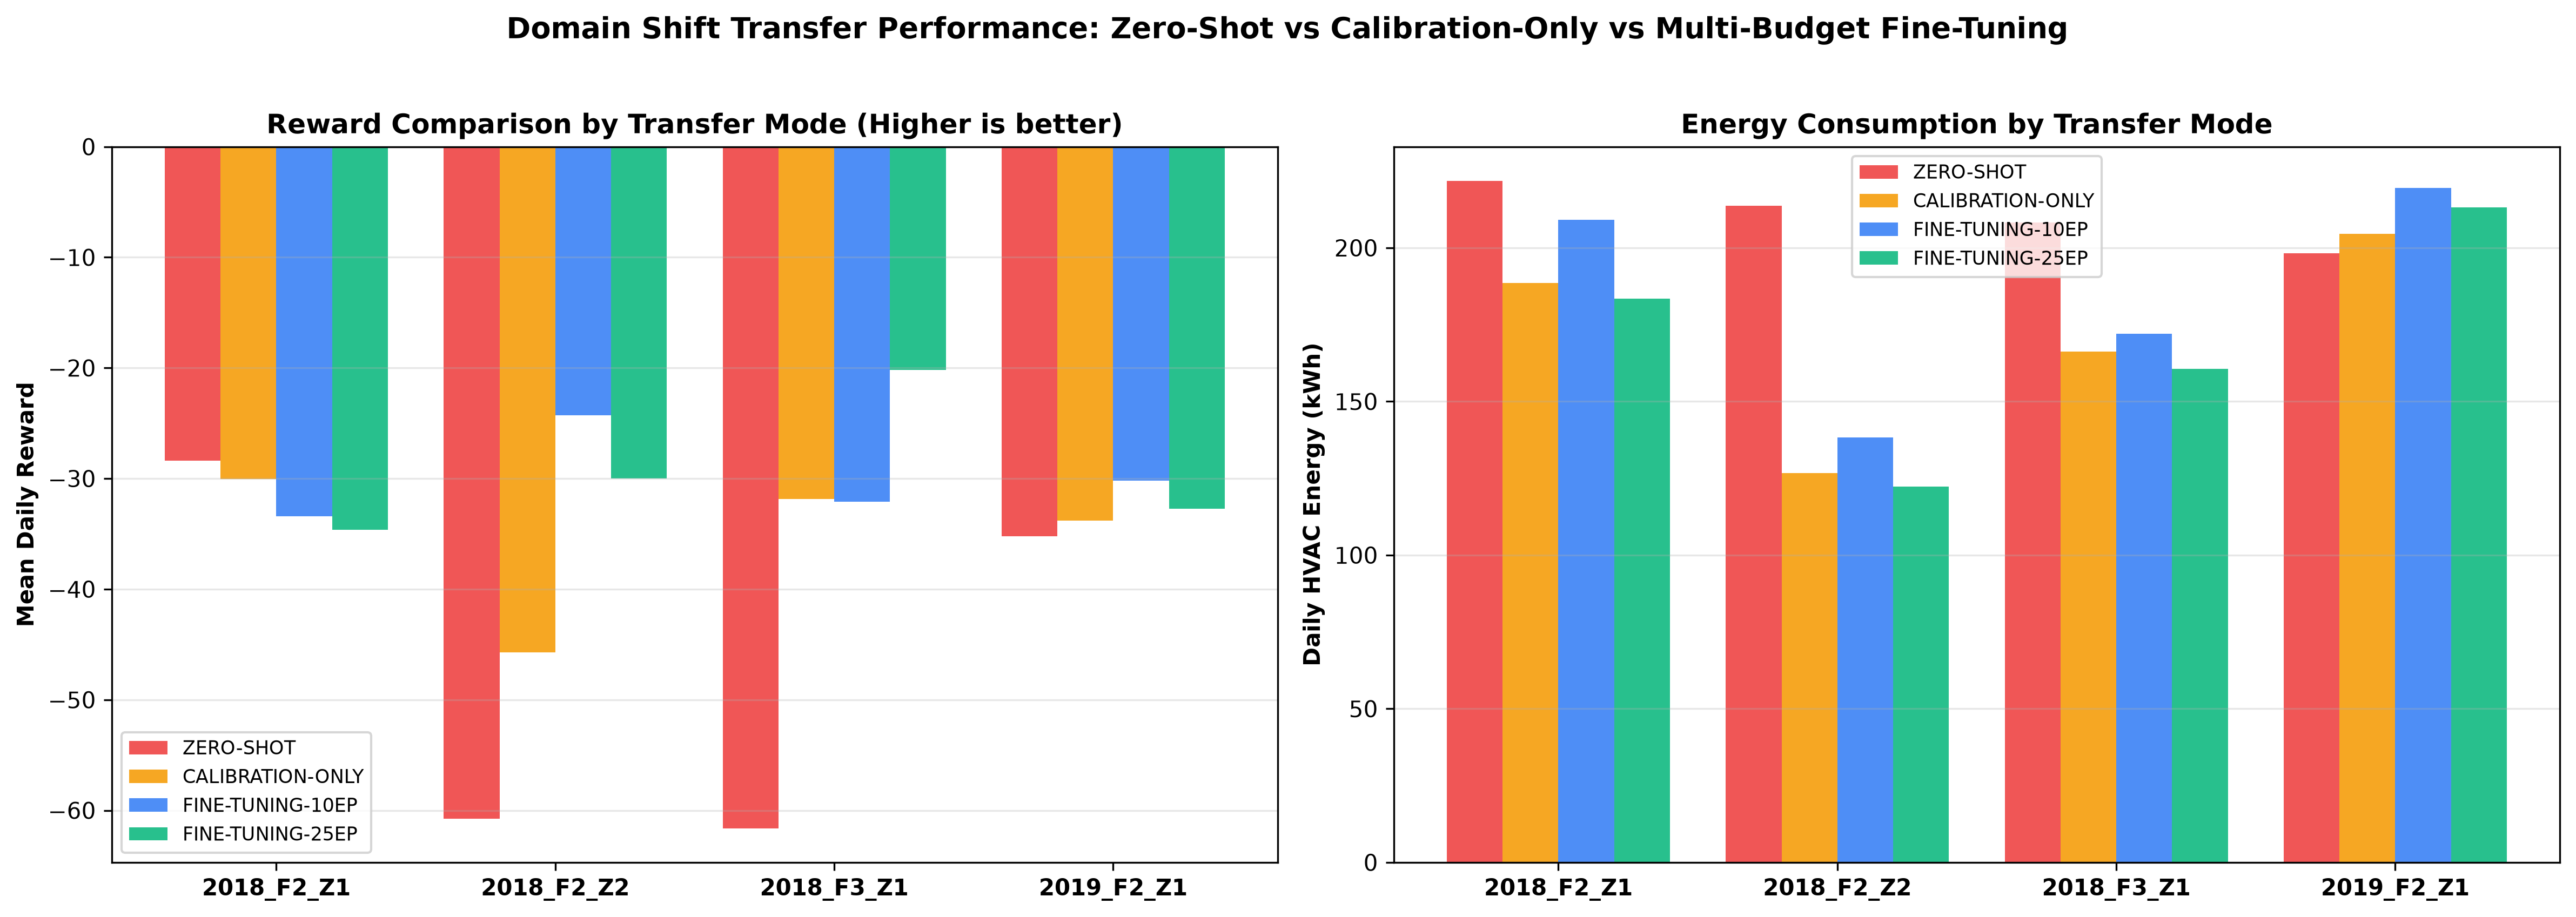 Domain Shift Transfer Performance: Zero-Shot vs Calibration-Only vs Multi-Budget Fine-Tuning
Reward Comparison by Transfer Mode (Higher is better)
Mean Daily Reward
0
−10
−20
−30
−40
−50
−60
ZERO-SHOT
CALIBRATION-ONLY
FINE-TUNING-10EP
FINE-TUNING-25EP
2018_F2_Z1
2018_F2_Z2
2018_F3_Z1
2019_F2_Z1
Energy Consumption by Transfer Mode
Daily HVAC Energy (kWh)
200
150
100
50
0
ZERO-SHOT
CALIBRATION-ONLY
FINE-TUNING-10EP
FINE-TUNING-25EP
2018_F2_Z1
2018_F2_Z2
2018_F3_Z1
2019_F2_Z1